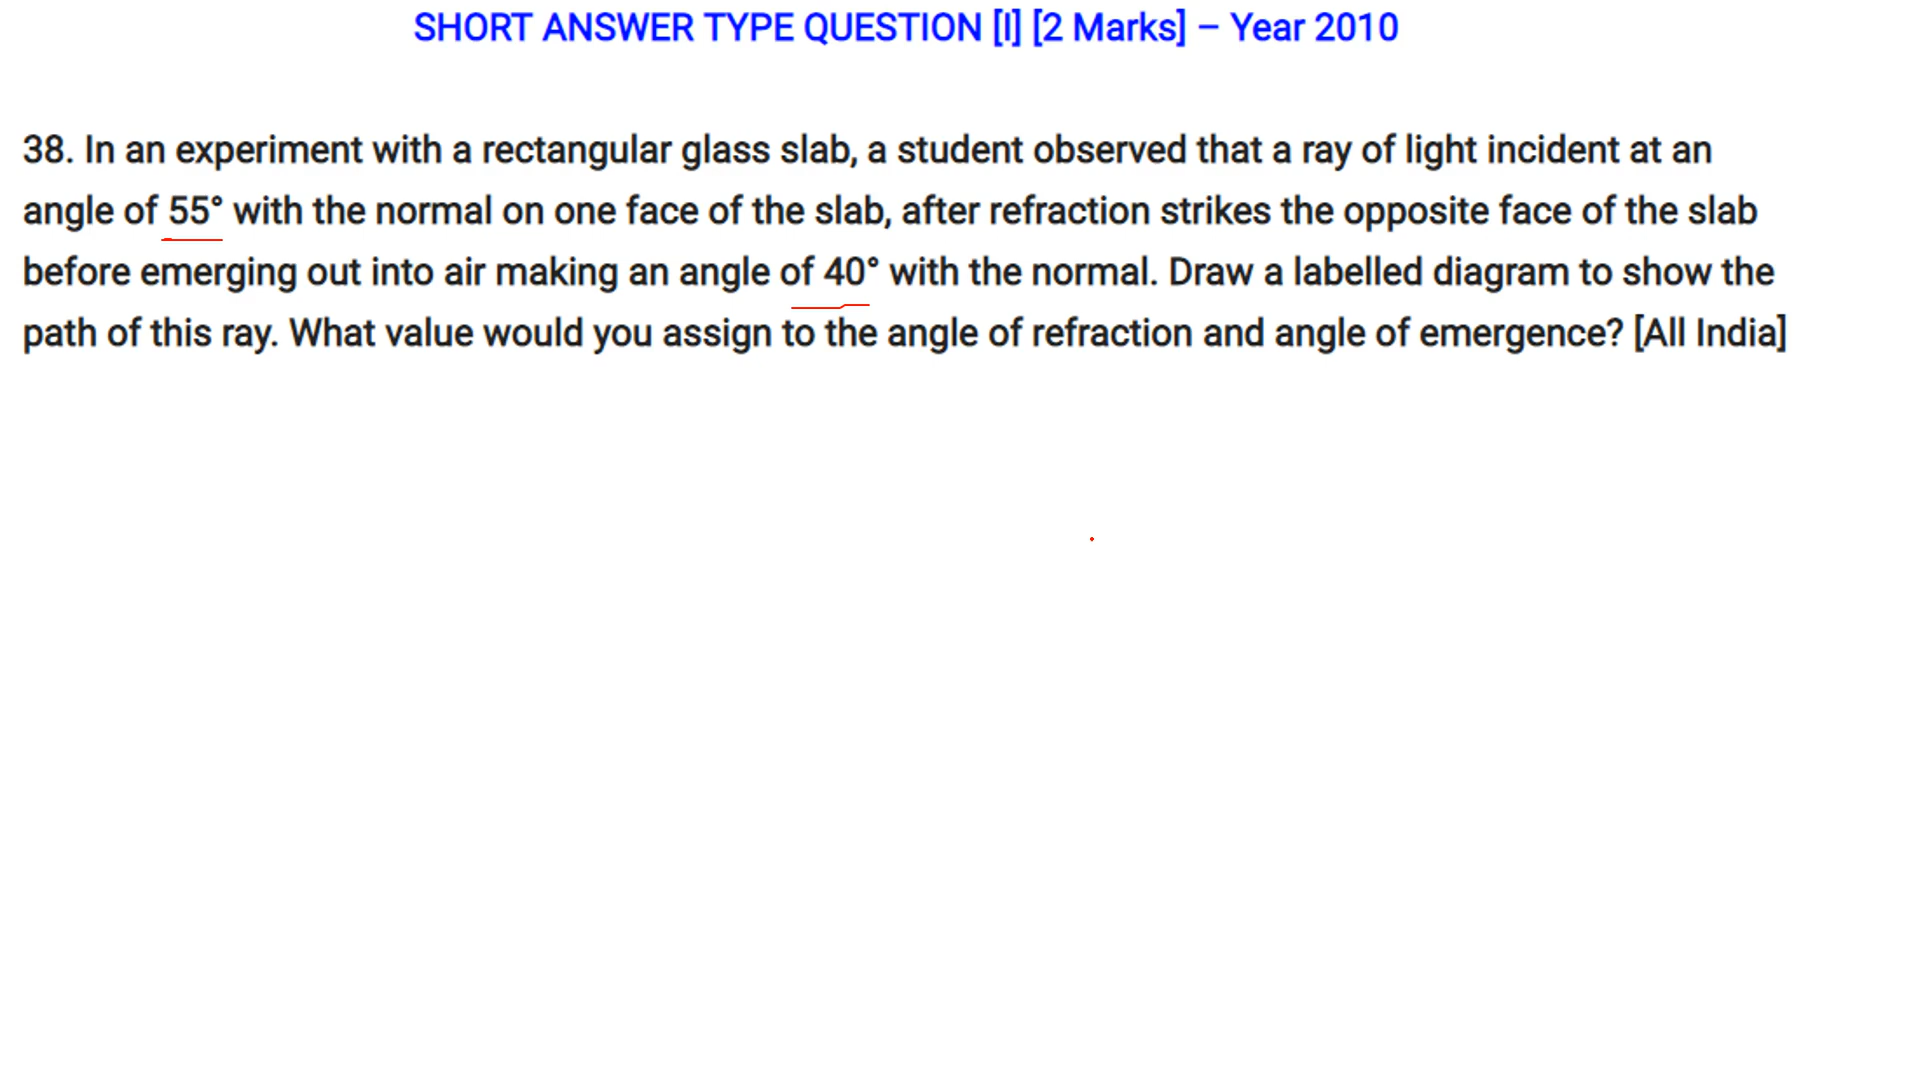 SHORT ANSWER TYPE QUESTION [I] [2 Marks] – Year 2010
38. In an experiment with a rectangular glass slab, a student observed that a ray of light incident at an
angle of 55° with the normal on one face of the slab, after refraction strikes the opposite face of the slab
before emerging out into air making an angle of 40° with the normal. Draw a labelled diagram to show the
path of this ray. What value would you assign to the angle of refraction and angle of emergence? [All India]